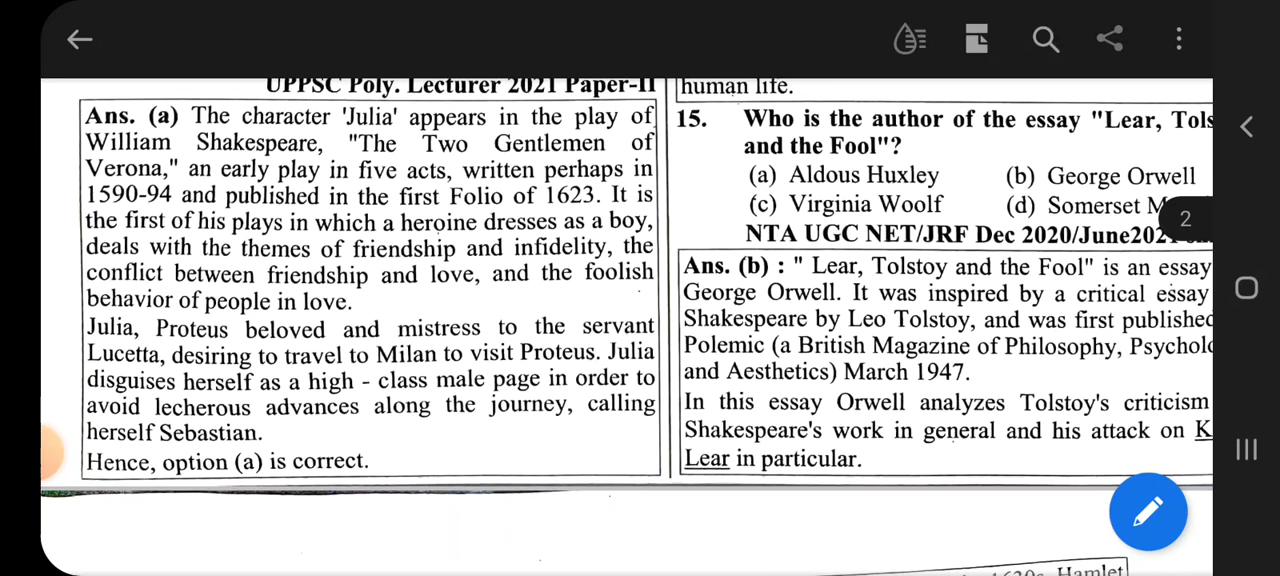 UPPSC Poly. Lecturer 2021 Paper-II
Ans. (a) The character 'Julia' appears in the play of
William Shakespeare, "The Two Gentlemen of
Verona," an early play in five acts, written perhaps in
1590-94 and published in the first Folio of 1623. It is
the first of his plays in which a heroine dresses as a boy,
deals with the themes of friendship and infidelity, the
conflict between friendship and love, and the foolish
behavior of people in love.
Julia, Proteus beloved and mistress to the servant
Lucetta, desiring to travel to Milan to visit Proteus. Julia
disguises herself as a high - class male page in order to
avoid lecherous advances along the journey, calling
herself Sebastian.
Hence, option (a) is correct.
human life.
15. Who is the author of the essay "Lear, Tols
and the Fool"?
(a) Aldous Huxley (b) George Orwell
(c) Virginia Woolf (d) Somerset M
2
NTA UGC NET/JRF Dec 2020/June202
Ans. (b) : " Lear, Tolstoy and the Fool" is an essay
George Orwell. It was inspired by a critical essay
Shakespeare by Leo Tolstoy, and was first published
Polemic (a British Magazine of Philosophy, Psychol
and Aesthetics) March 1947.
In this essay Orwell analyzes Tolstoy's criticism
Shakespeare's work in general and his attack on K
Lear in particular.
Hamlet